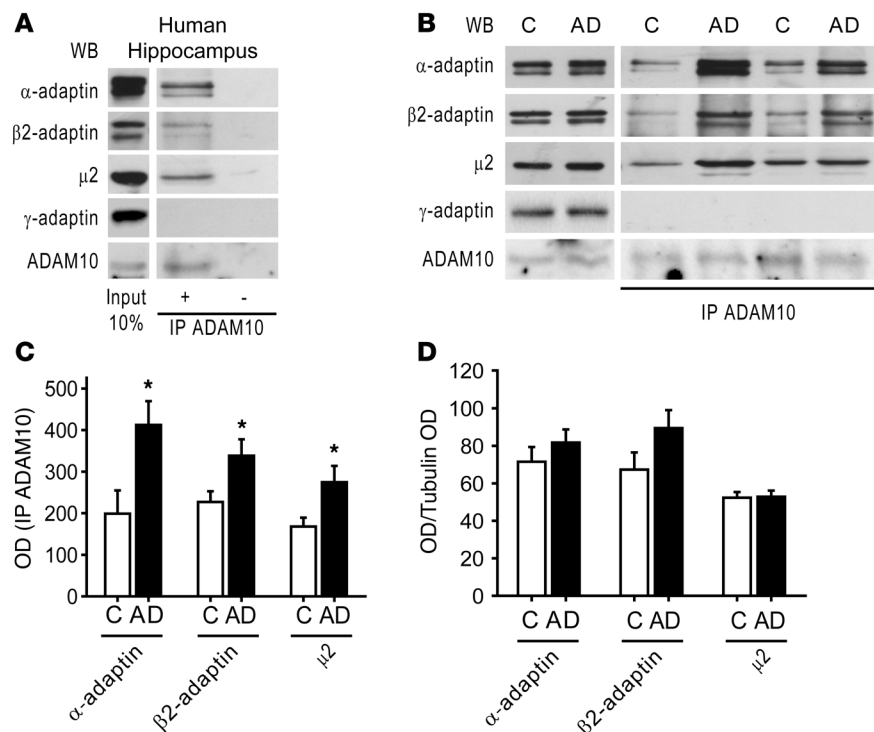 A
Human
WB Hippocampus
α-adaptin
β2-adaptin
μ2
γ-adaptin
ADAM10
Input + -
10% IP ADAM10
B
WB C AD C AD C AD
α-adaptin
β2-adaptin
μ2
γ-adaptin
ADAM10
IP ADAM10
C
OD (IP ADAM10)
500
400
300
200
100
0
* * *
C AD C AD C AD
α-adaptin β2-adaptin μ2
D
OD/Tubulin OD
120
100
80
60
40
20
0
C AD C AD C AD
α-adaptin β2-adaptin μ2